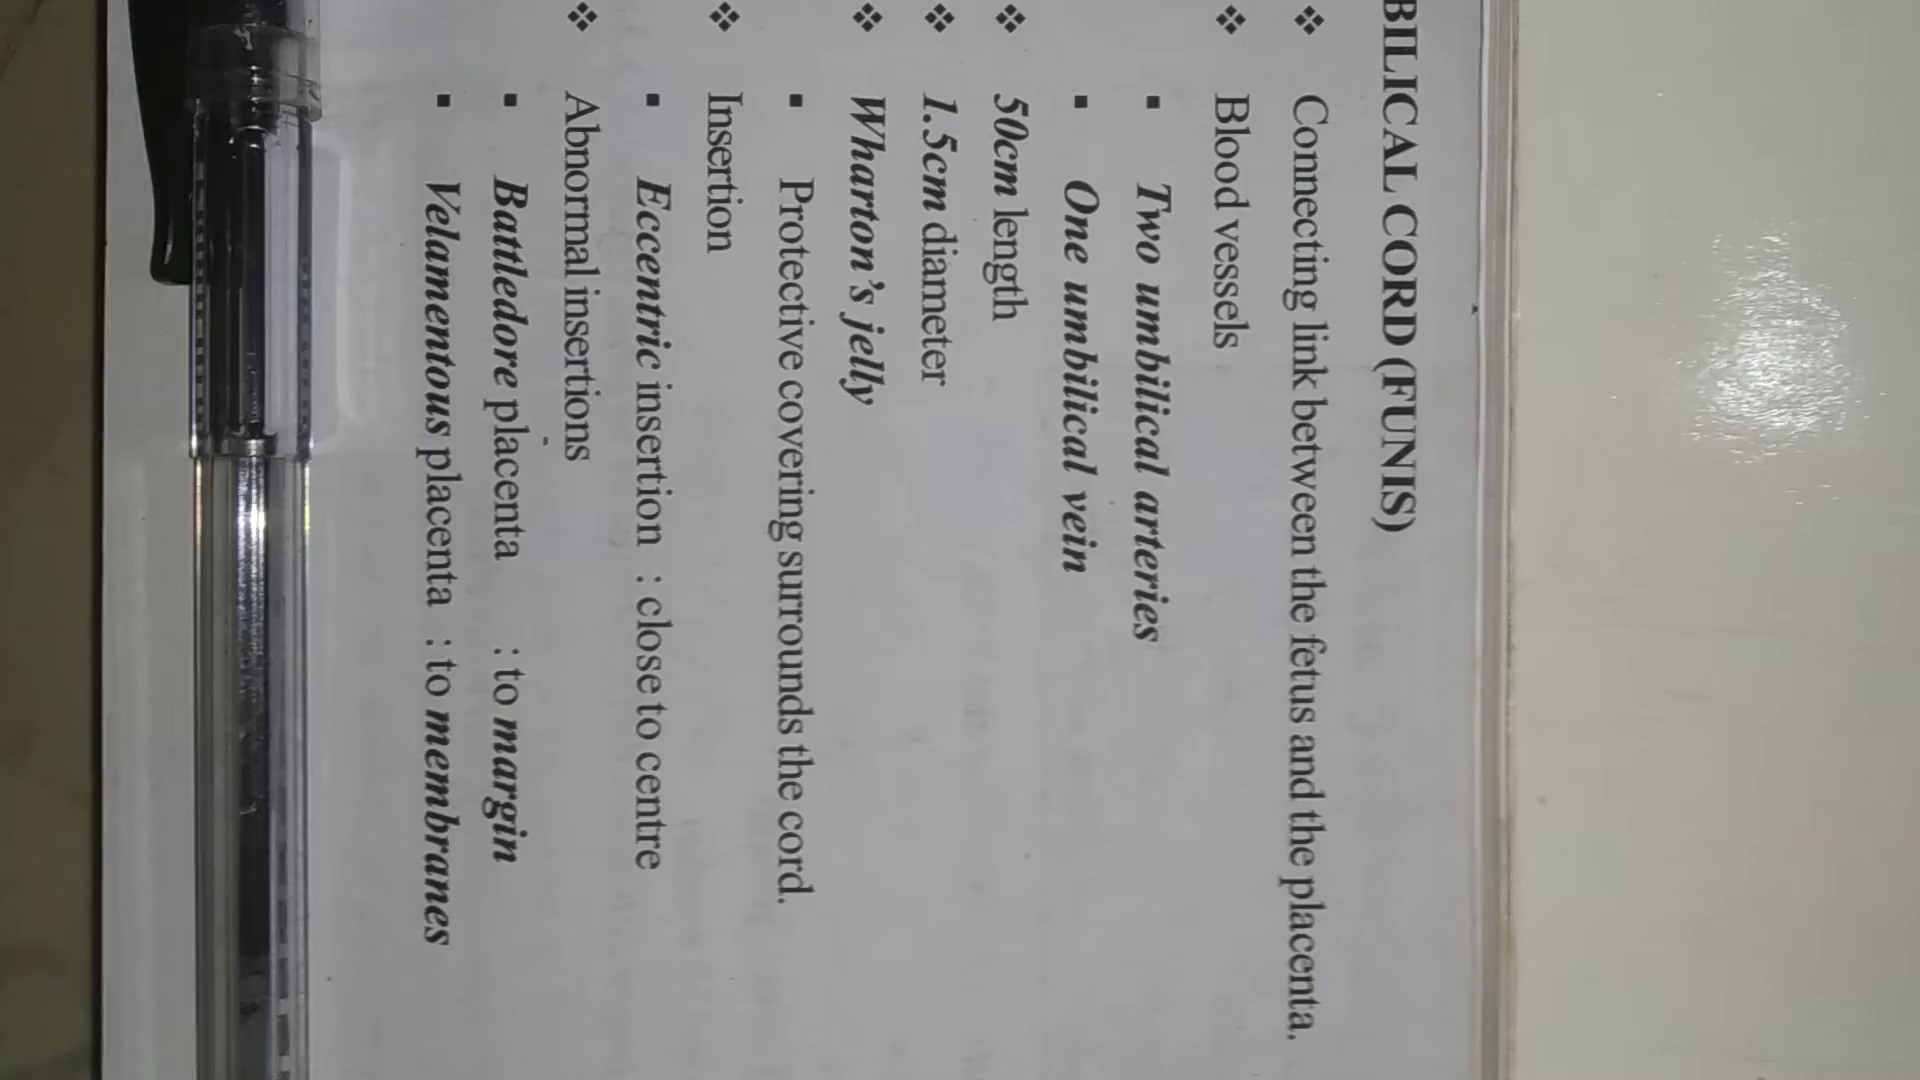 BILICAL CORD (FUNIS)
❖ Connecting link between the fetus and the placenta.
❖ Blood vessels
▪ Two umbilical arteries
▪ One umbilical vein
❖ 50cm length
❖ 1.5cm diameter
❖ Wharton's jelly
▪ Protective covering surrounds the cord.
❖ Insertion
▪ Eccentric insertion : close to centre
❖ Abnormal insertions
▪ Battledore placenta : to margin
▪ Velamentous placenta : to membranes